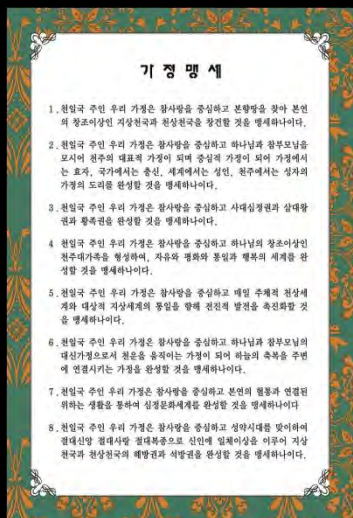 가 정 맹 세
1. 천일국 주인 우리 가정은 참사랑을 중심하고 본향땅을 찾아 본연
의 창조이상인 지상천국과 천상천국을 창건할 것을 맹세하나이다.
2. 천일국 주인 우리 가정은 참사랑을 중심하고 하나님과 참부모님을
모시어 천주의 대표적 가정이 되며 중심적 가정이 되어 가정에서
는 효자, 국가에서는 충신, 세계에서는 성인, 천주에서는 성자의
가정의 도리를 완성할 것을 맹세하나이다.
3. 천일국 주인 우리 가정은 참사랑을 중심하고 사대심정권과 삼대왕
권과 황족권을 완성할 것을 맹세하나이다.
4 천일국 주인 우리 가정은 참사랑을 중심하고 하나님의 창조이상인
천주대가족을 형성하여, 자유와 평화와 통일과 행복의 세계를 완
성할 것을 맹세하나이다.
5. 천일국 주인 우리 가정은 참사랑을 중심하고 매일 주체적 천상세
계와 대상적 지상세계의 통일을 향해 전진적 발전을 촉진화할 것
을 맹세하나이다.
6. 천일국 주인 우리 가정은 참사랑을 중심하고 하나님과 참부모님의
대신가정으로서 천운을 움직이는 가정이 되어 하늘의 축복을 주변
에 연결시키는 가정을 완성할 것을 맹세하나이다.
7. 천일국 주인 우리 가정은 참사랑을 중심하고 본연의 혈통과 연결된
위하는 생활을 통하여 심정문화세계를 완성할 것을 맹세하나이다
8. 천일국 주인 우리 가정은 참사랑을 중심하고 성약시대를 맞이하여
절대신앙 절대사랑 절대복종으로 신인애 일체이상을 이루어 지상
천국과 천상천국의 해방권과 석방권을 완성할 것을 맹세하나이다.